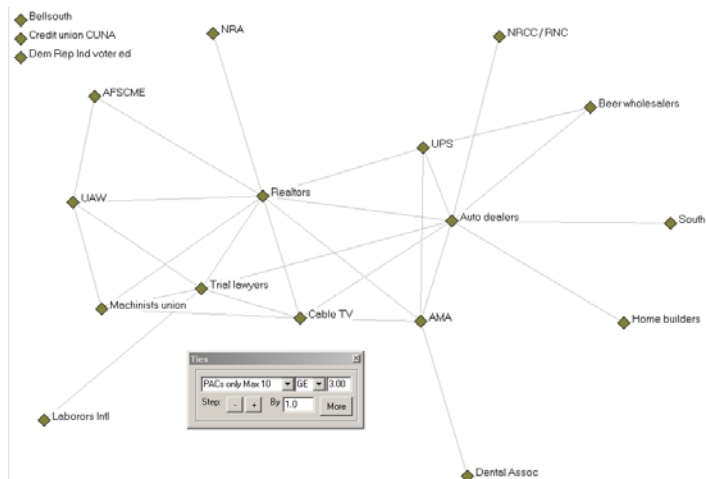 Bellsouth
Credit union CUNA
Dem Rep Ind voter ed
NRA
NRCC / RNC
AFSCME
Beer wholesalers
UPS
UAW
Realtors
Auto dealers
South
Trial lawyers
Machinists union
Cable TV
AMA
Home builders
Ties
PACs only Max 10 GE 3.00
Step: - + By 1.0 More
Laborors Intl
Dental Assoc